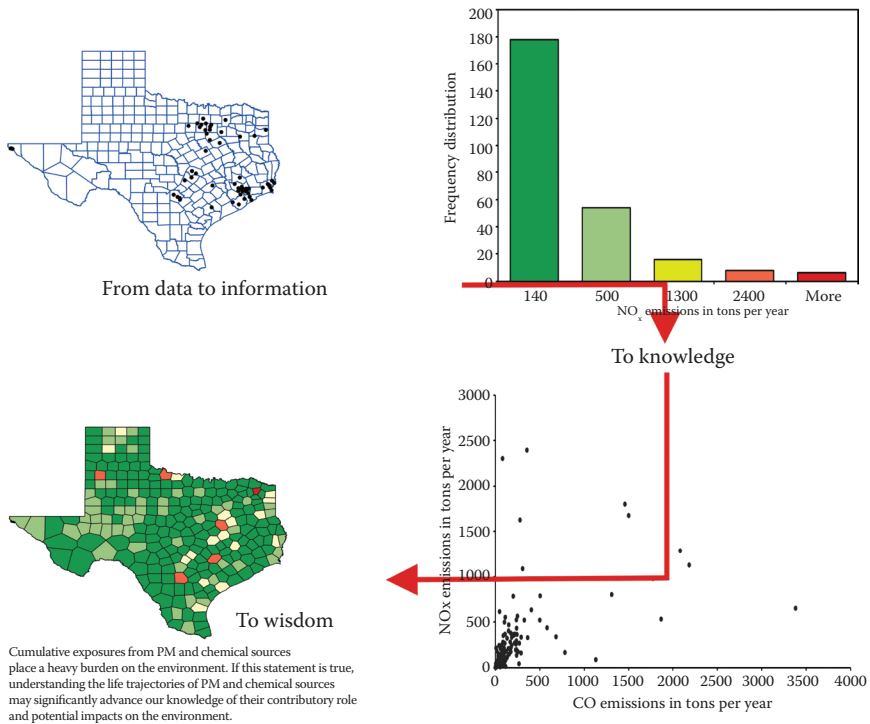 From data to information
Frequency distribution
200
180
160
140
120
100
80
60
40
20
0
140 500 1300 2400 More
NOx emissions in tons per year
To knowledge
NOx emissions in tons per year
3000
2500
2000
1500
1000
500
0
0 500 1000 1500 2000 2500 3000 3500 4000
CO emissions in tons per year
To wisdom
Cumulative exposures from PM and chemical sources
place a heavy burden on the environment. If this statement is true,
understanding the life trajectories of PM and chemical sources
may significantly advance our knowledge of their contributory role
and potential impacts on the environment.